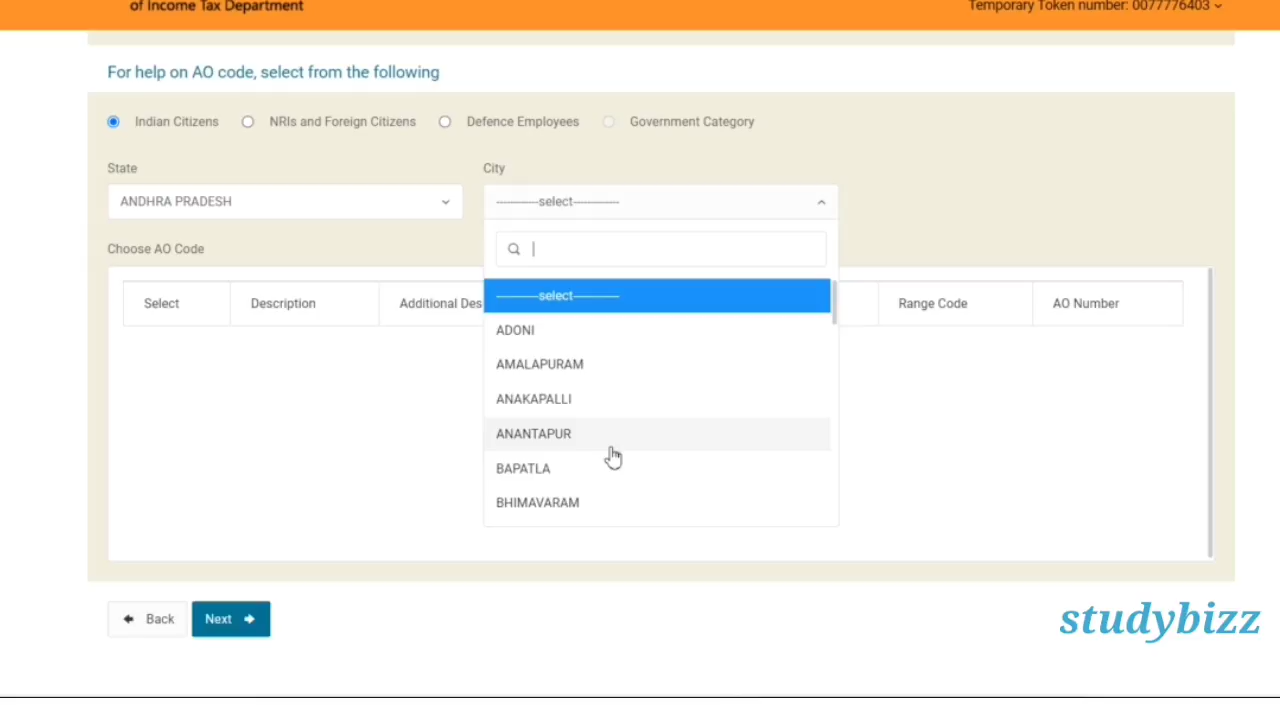 of Income Tax Department
Temporary Token number: 0077776403
For help on AO code, select from the following
Indian Citizens NRIs and Foreign Citizens Defence Employees Government Category
State City
ANDHRA PRADESH ------------select------------
Choose AO Code
Select Description Additional Des Range Code AO Number
------------select------------
ADONI
AMALAPURAM
ANAKAPALLI
ANANTAPUR
BAPATLA
BHIMAVARAM
Back Next
studybizz